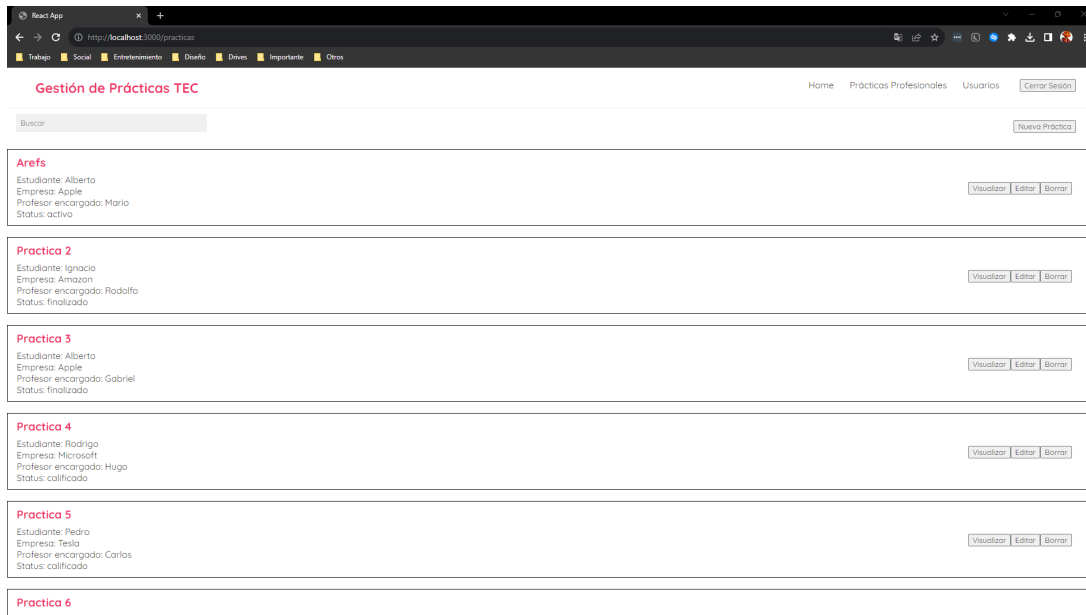 React App
http://localhost:3000/practicas
Trabajo Social Entretenimiento Diseño Drives Importante Otros
Gestión de Prácticas TEC
Home Prácticas Profesionales Usuarios Cerrar Sesión
Buscar
Nueva Práctica
Arefs
Estudiante: Alberto
Empresa: Apple
Profesor encargado: Mario
Status: activo
Visualizar Editar Borrar
Practica 2
Estudiante: Ignacio
Empresa: Amazon
Profesor encargado: Rodolfo
Status: finalizado
Visualizar Editar Borrar
Practica 3
Estudiante: Alberto
Empresa: Apple
Profesor encargado: Gabriel
Status: finalizado
Visualizar Editar Borrar
Practica 4
Estudiante: Rodrigo
Empresa: Microsoft
Profesor encargado: Hugo
Status: calificado
Visualizar Editar Borrar
Practica 5
Estudiante: Pedro
Empresa: Tesla
Profesor encargado: Carlos
Status: calificado
Visualizar Editar Borrar
Practica 6